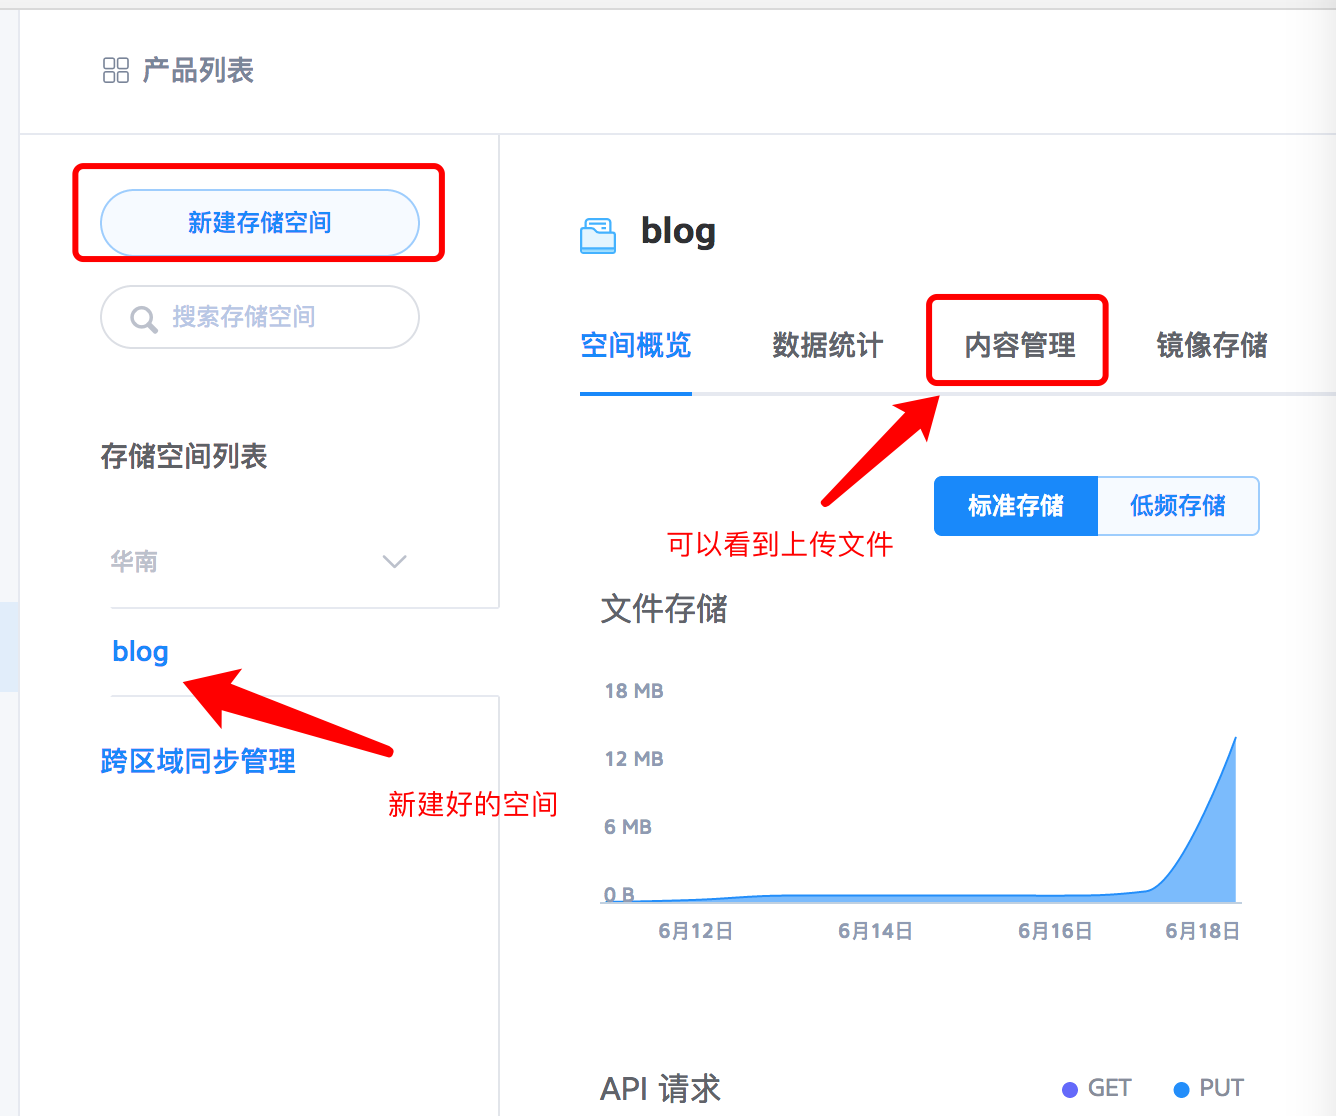 产品列表
新建存储空间
搜索存储空间
存储空间列表
华南
blog
跨区域同步管理
新建好的空间
blog
空间概览 数据统计 内容管理 镜像存储
标准存储 低频存储
可以看到上传文件
文件存储
18 MB
12 MB
6 MB
0 B
6月12日 6月14日 6月16日 6月18日
API 请求 GET PUT